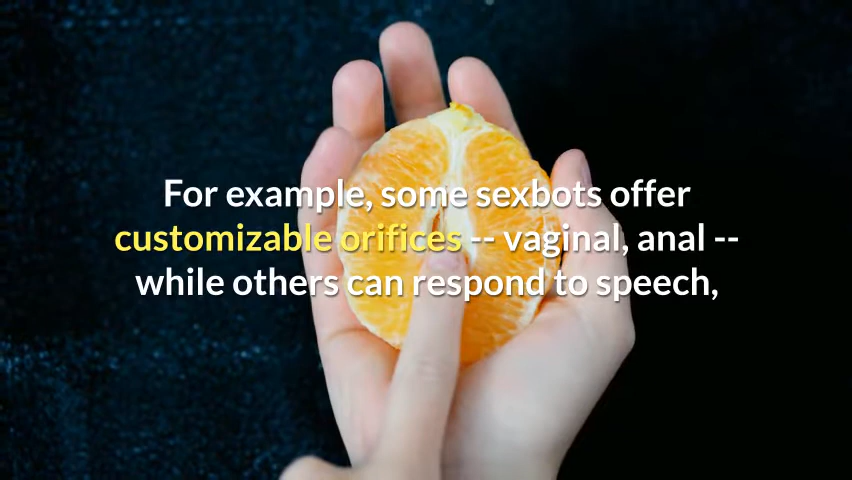 For example, some sexbots offer
customizable orifices -- vaginal, anal --
while others can respond to speech,